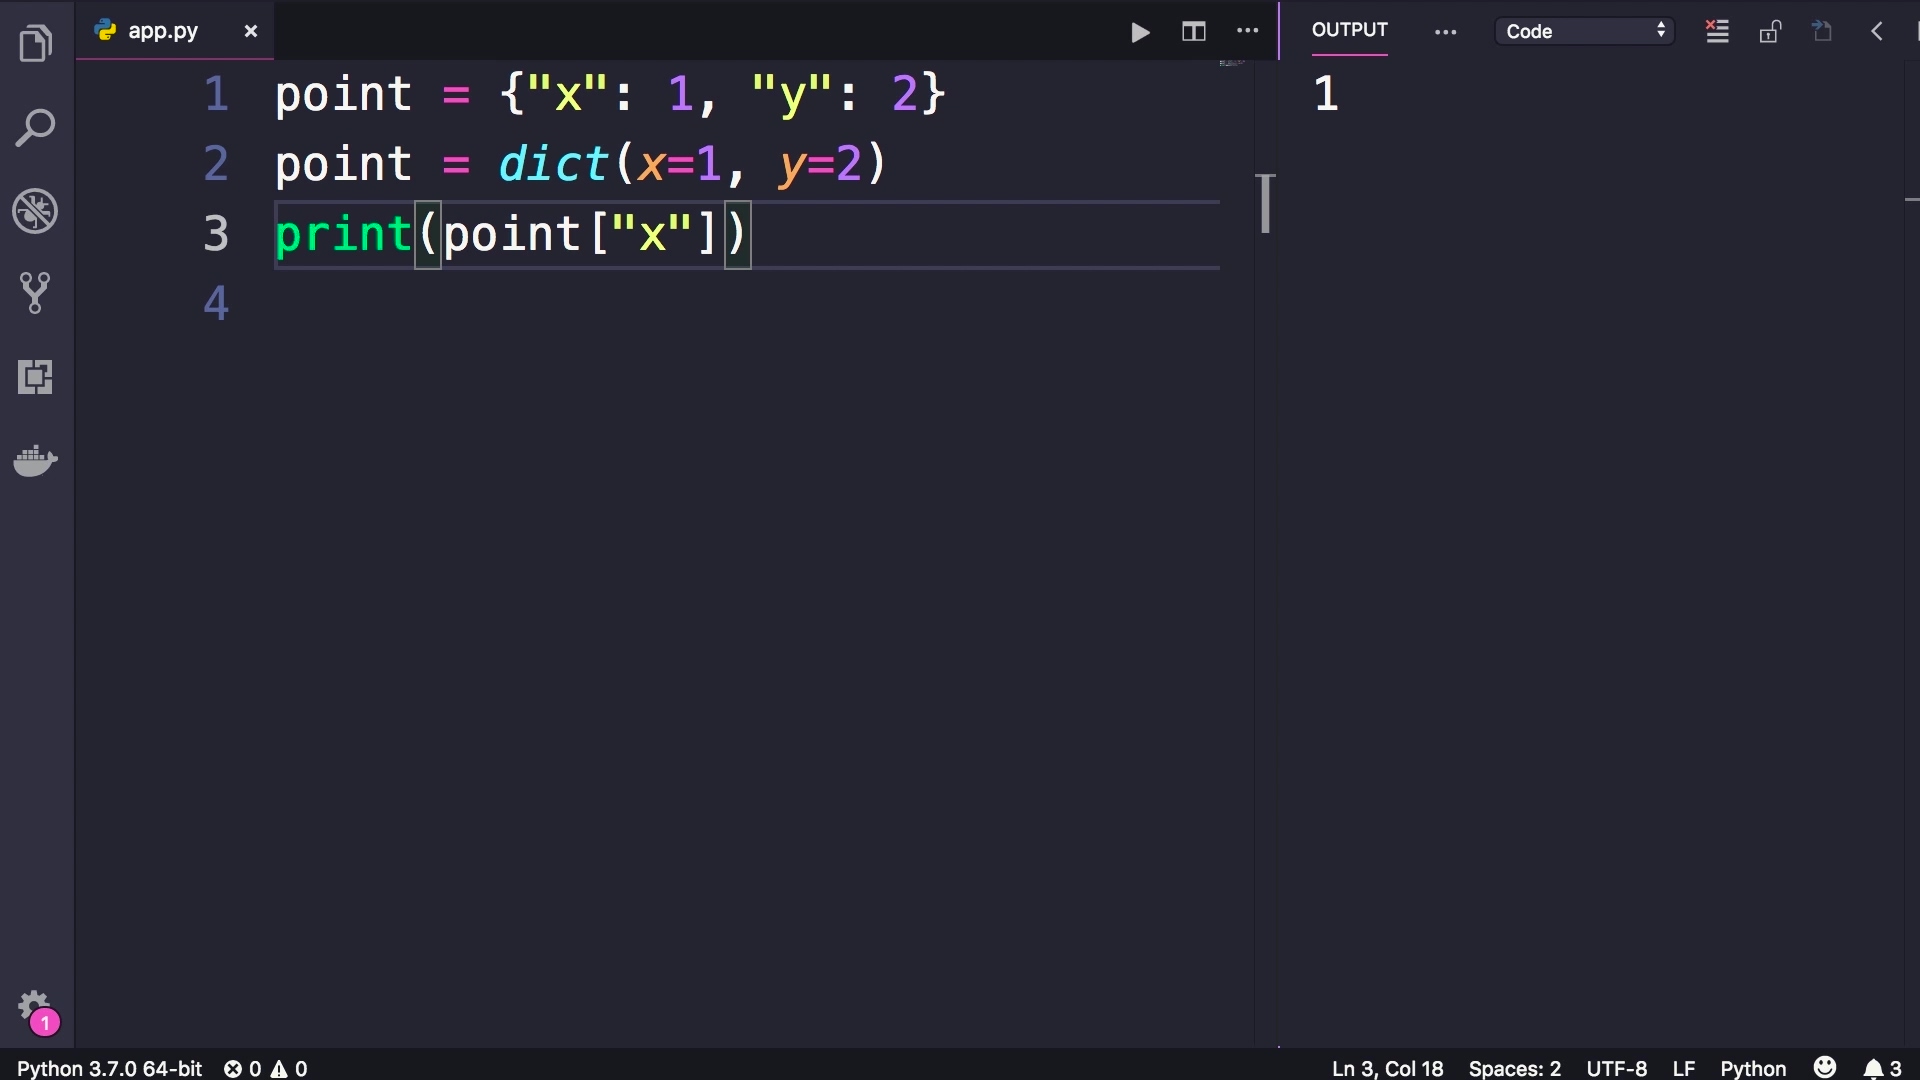 app.py ×
OUTPUT ··· Code
1 point = {"x": 1, "y": 2}
2 point = dict(x=1, y=2)
3 print(point["x"])
4
1
1
Python 3.7.0 64-bit 0 0
Ln 3, Col 18 Spaces: 2 UTF-8 LF Python 3